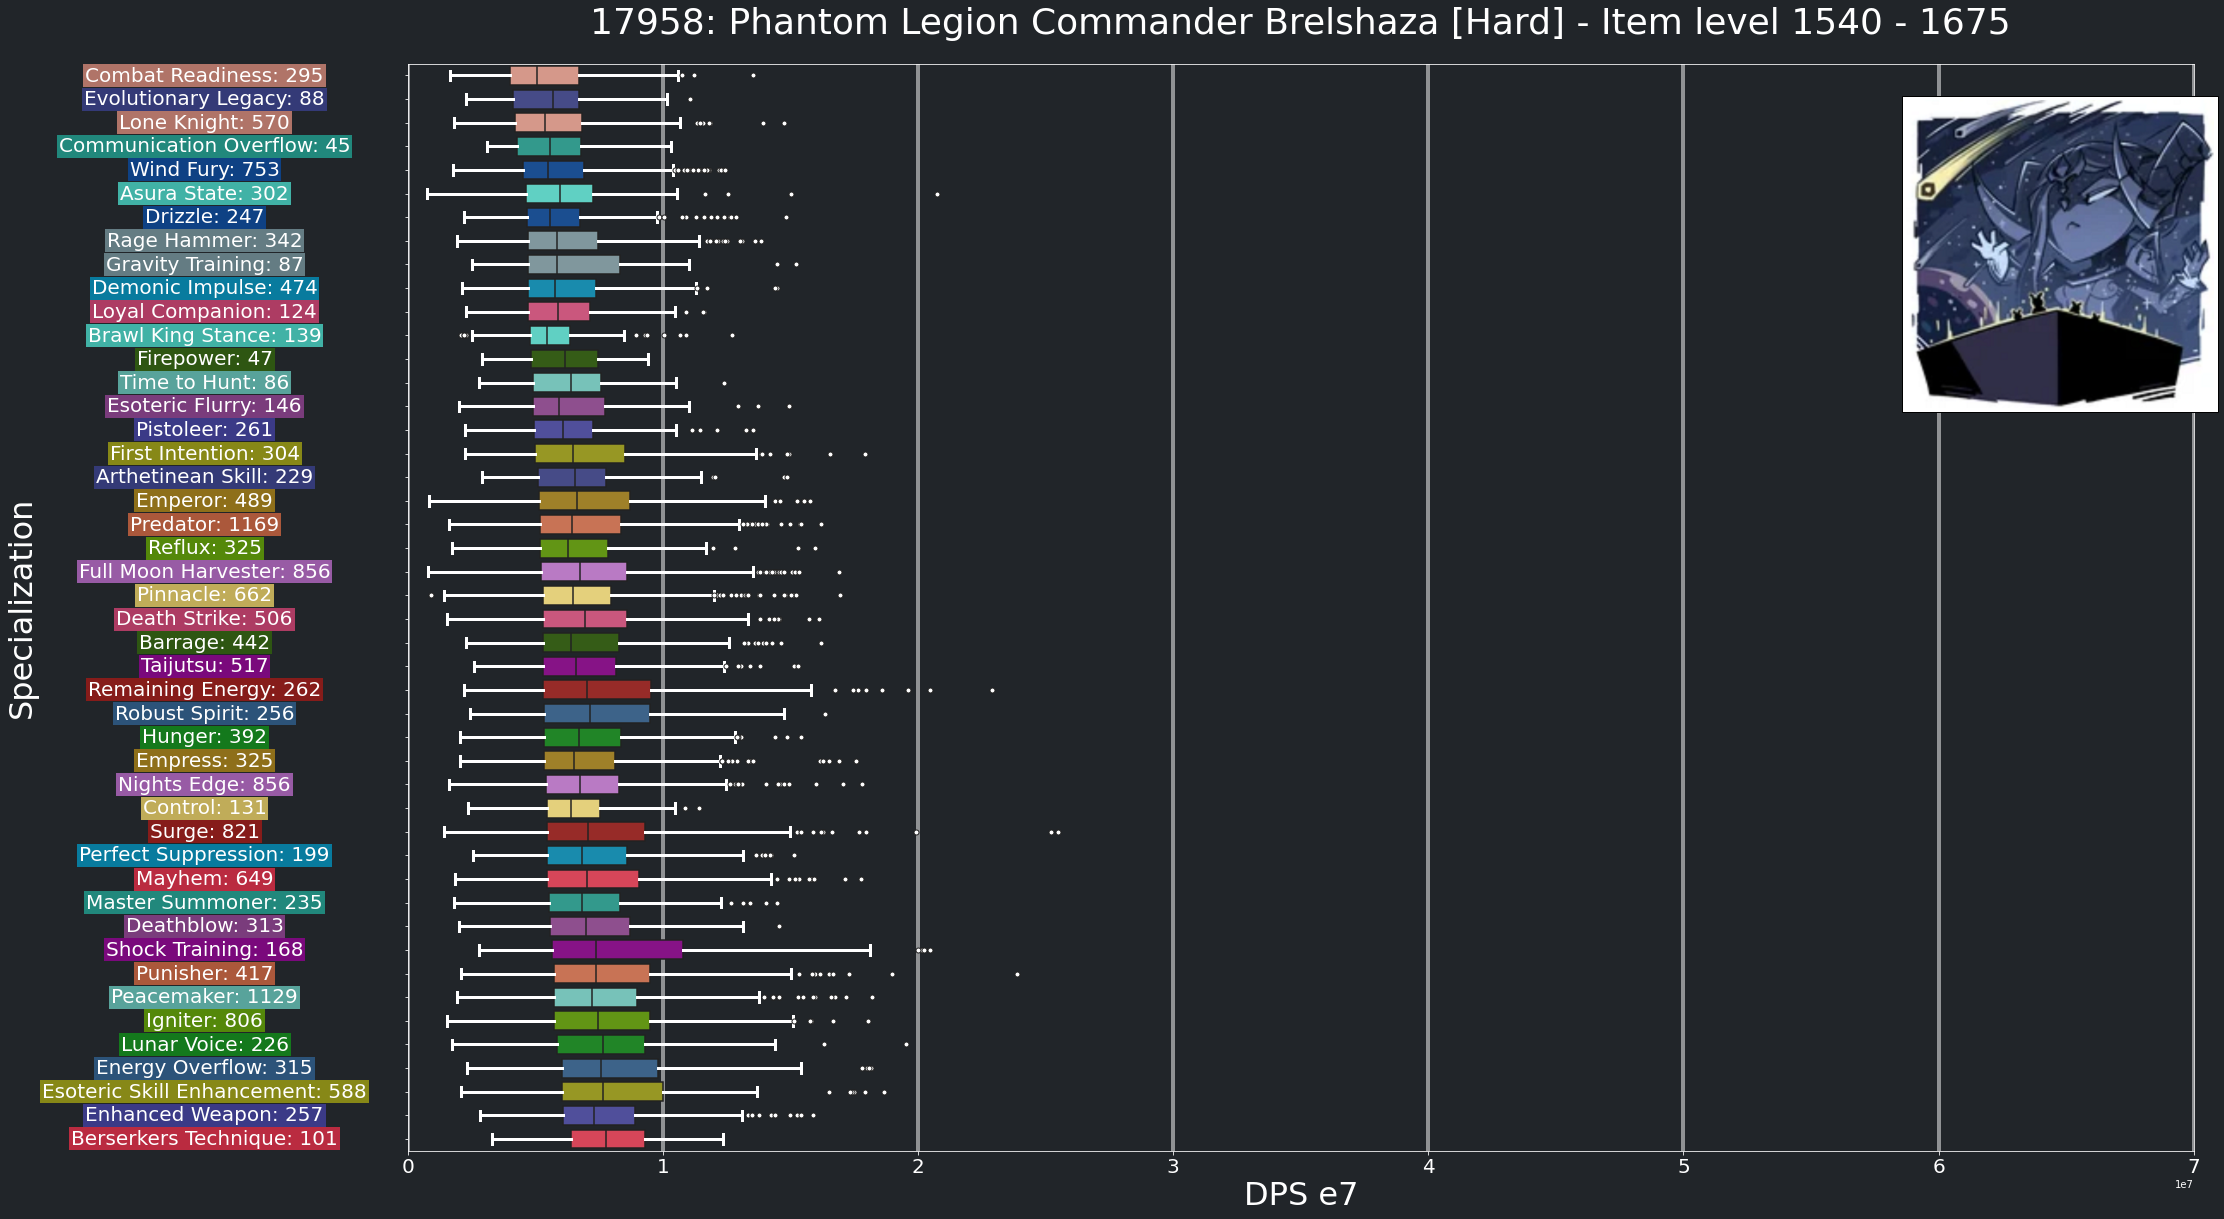 17958: Phantom Legion Commander Brelshaza [Hard] - Item level 1540 - 1675
Combat Readiness: 295
Evolutionary Legacy: 88
Lone Knight: 570
Communication Overflow: 45
Wind Fury: 753
Asura State: 302
Drizzle: 247
Rage Hammer: 342
Gravity Training: 87
Demonic Impulse: 474
Loyal Companion: 124
Brawl King Stance: 139
Firepower: 47
Time to Hunt: 86
Esoteric Flurry: 146
Pistoleer: 261
First Intention: 304
Arthetinean Skill: 229
Emperor: 489
Predator: 1169
Reflux: 325
Full Moon Harvester: 856
Pinnacle: 662
Death Strike: 506
Barrage: 442
Taijutsu: 517
Remaining Energy: 262
Robust Spirit: 256
Hunger: 392
Empress: 325
Nights Edge: 856
Control: 131
Surge: 821
Perfect Suppression: 199
Mayhem: 649
Master Summoner: 235
Deathblow: 313
Shock Training: 168
Punisher: 417
Peacemaker: 1129
Igniter: 806
Lunar Voice: 226
Energy Overflow: 315
Esoteric Skill Enhancement: 588
Enhanced Weapon: 257
Berserkers Technique: 101
Specialization
0 1 2 3 4 5 6 7
1e7
DPS e7